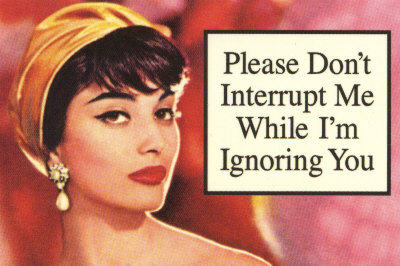 Please Don't
Interrupt Me
While I'm
Ignoring You